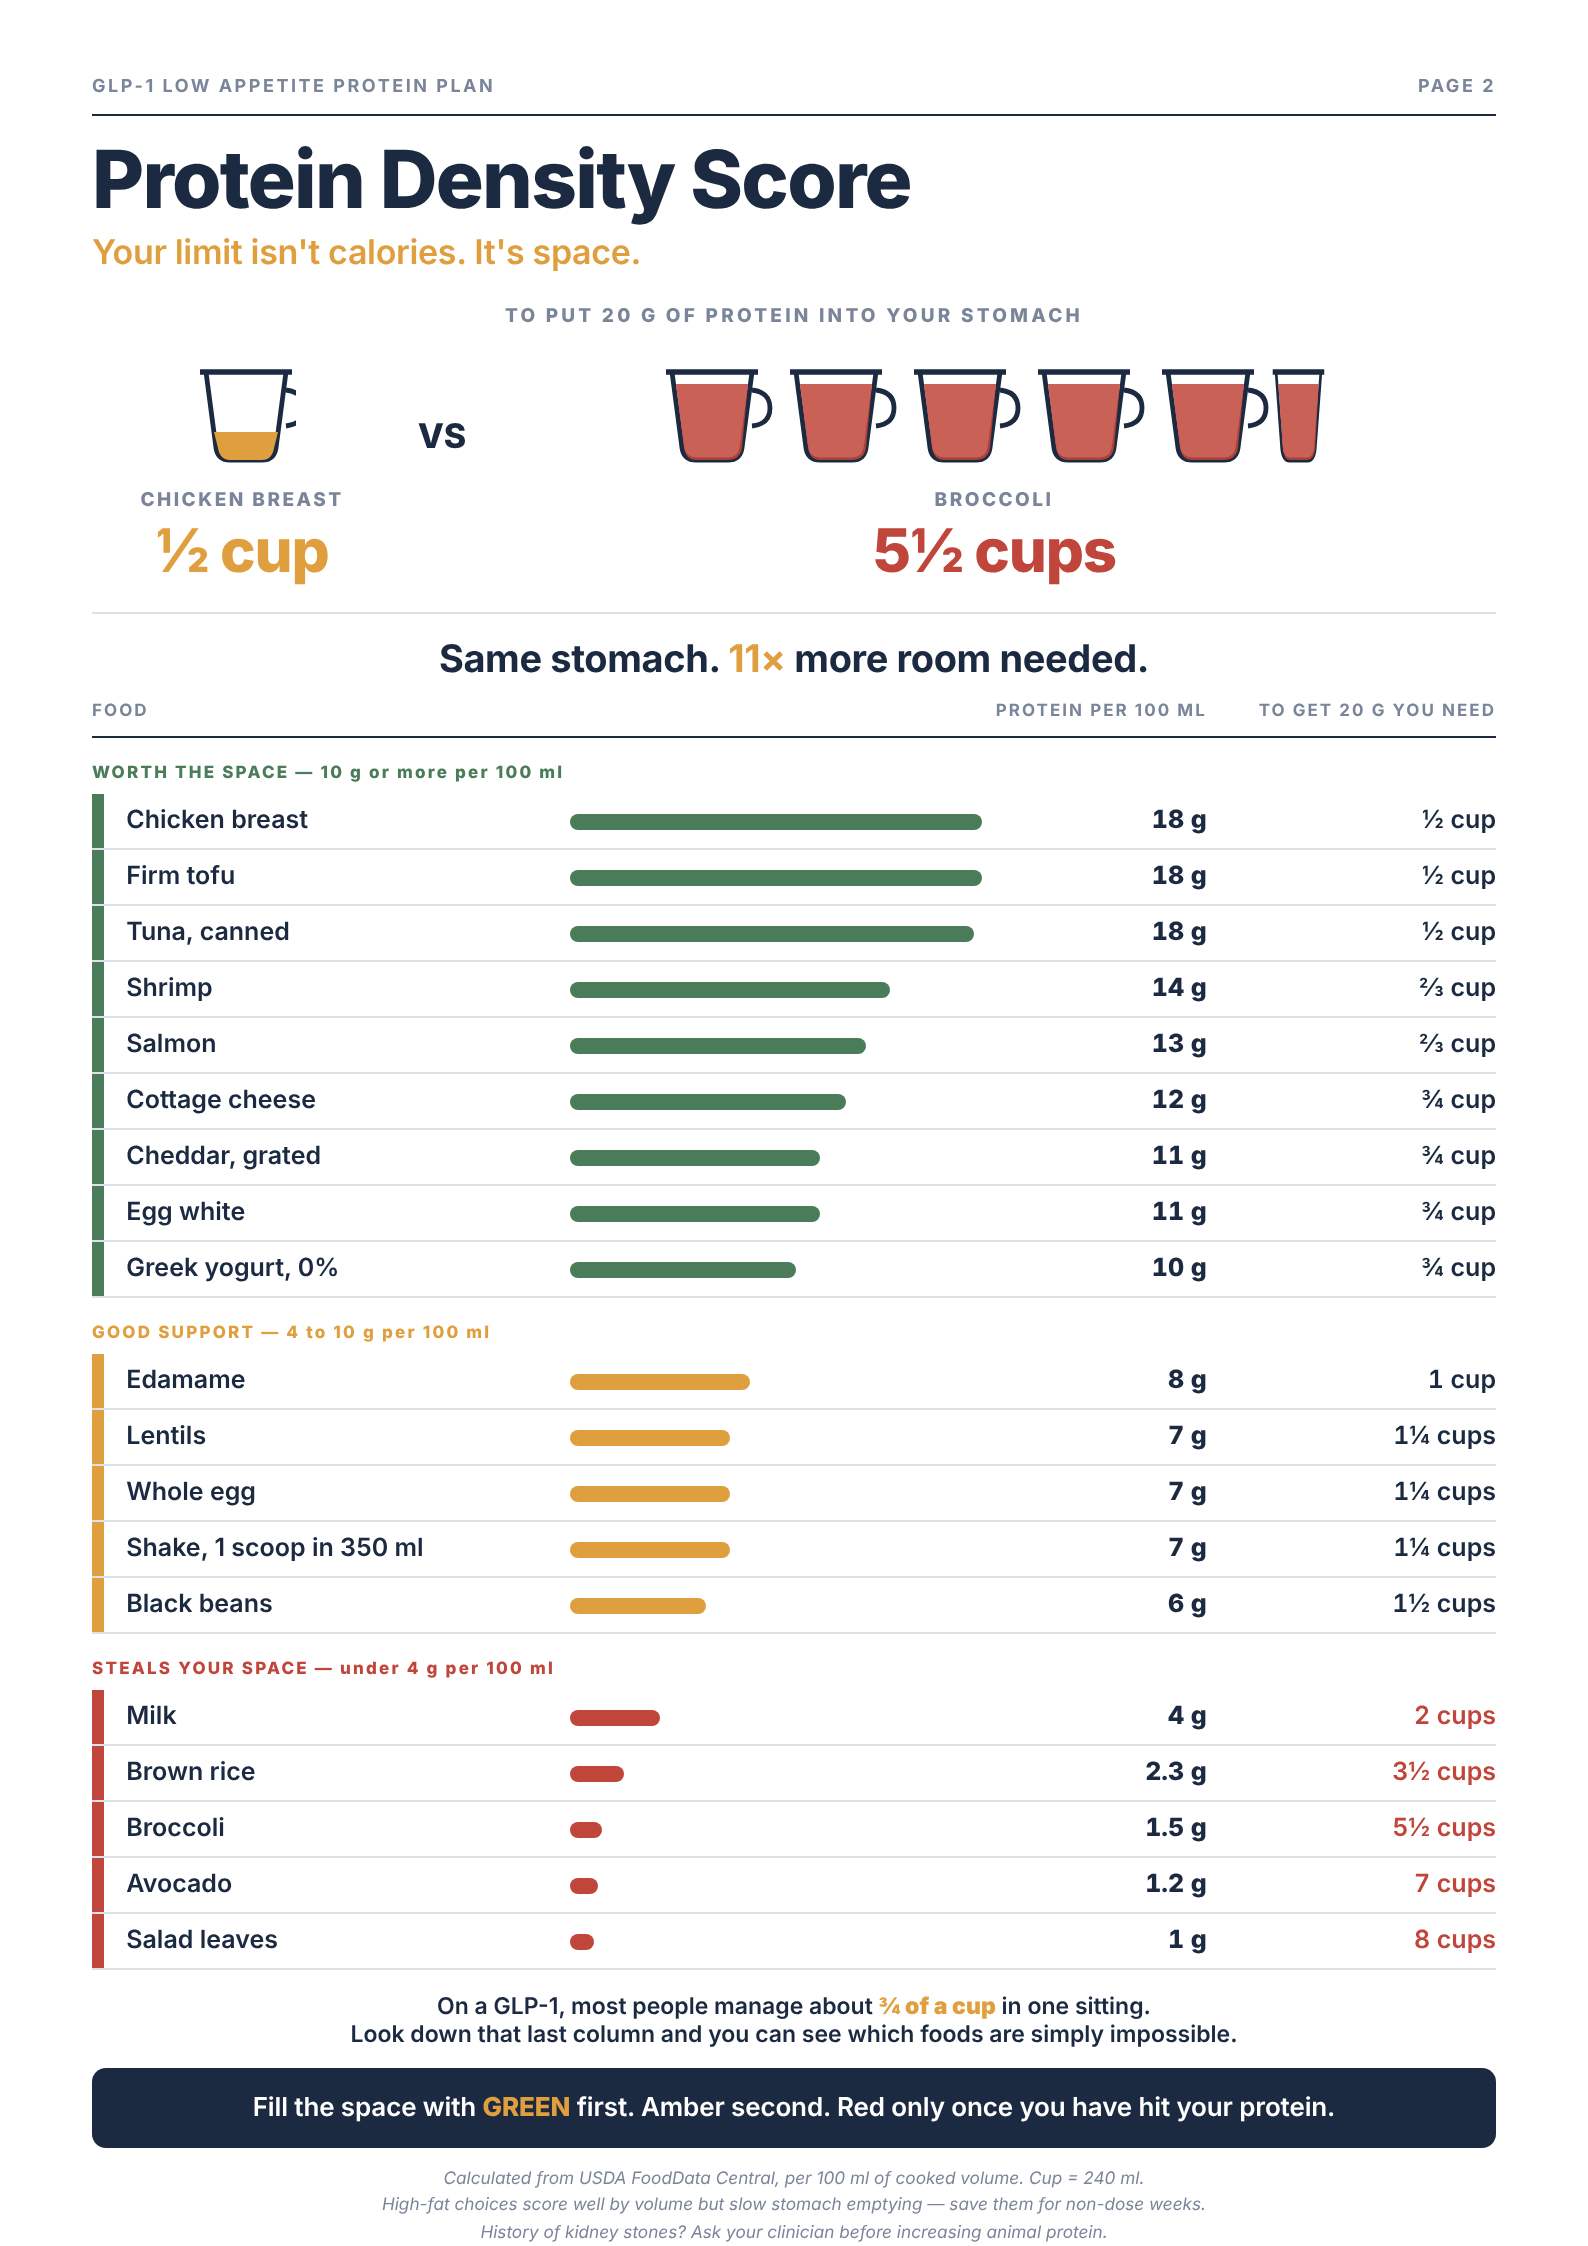 GLP-1 LOW APPETITE PROTEIN PLAN PAGE 2
Protein Density Score
Your limit isn't calories. It's space.
TO PUT 20 G OF PROTEIN INTO YOUR STOMACH
vs
CHICKEN BREAST BROCCOLI
½ cup 5½ cups
Same stomach. 11× more room needed.
FOOD PROTEIN PER 100 ML TO GET 20 G YOU NEED
WORTH THE SPACE — 10 g or more per 100 ml
Chicken breast 18 g ½ cup
Firm tofu 18 g ½ cup
Tuna, canned 18 g ½ cup
Shrimp 14 g ⅔ cup
Salmon 13 g ⅔ cup
Cottage cheese 12 g ¾ cup
Cheddar, grated 11 g ¾ cup
Egg white 11 g ¾ cup
Greek yogurt, 0% 10 g ¾ cup
GOOD SUPPORT — 4 to 10 g per 100 ml
Edamame 8 g 1 cup
Lentils 7 g 1¼ cups
Whole egg 7 g 1¼ cups
Shake, 1 scoop in 350 ml 7 g 1¼ cups
Black beans 6 g 1½ cups
STEALS YOUR SPACE — under 4 g per 100 ml
Milk 4 g 2 cups
Brown rice 2.3 g 3½ cups
Broccoli 1.5 g 5½ cups
Avocado 1.2 g 7 cups
Salad leaves 1 g 8 cups
On a GLP-1, most people manage about ¾ of a cup in one sitting.
Look down that last column and you can see which foods are simply impossible.
Fill the space with GREEN first. Amber second. Red only once you have hit your protein.
Calculated from USDA FoodData Central, per 100 ml of cooked volume. Cup = 240 ml.
High-fat choices score well by volume but slow stomach emptying — save them for non-dose weeks.
History of kidney stones? Ask your clinician before increasing animal protein.